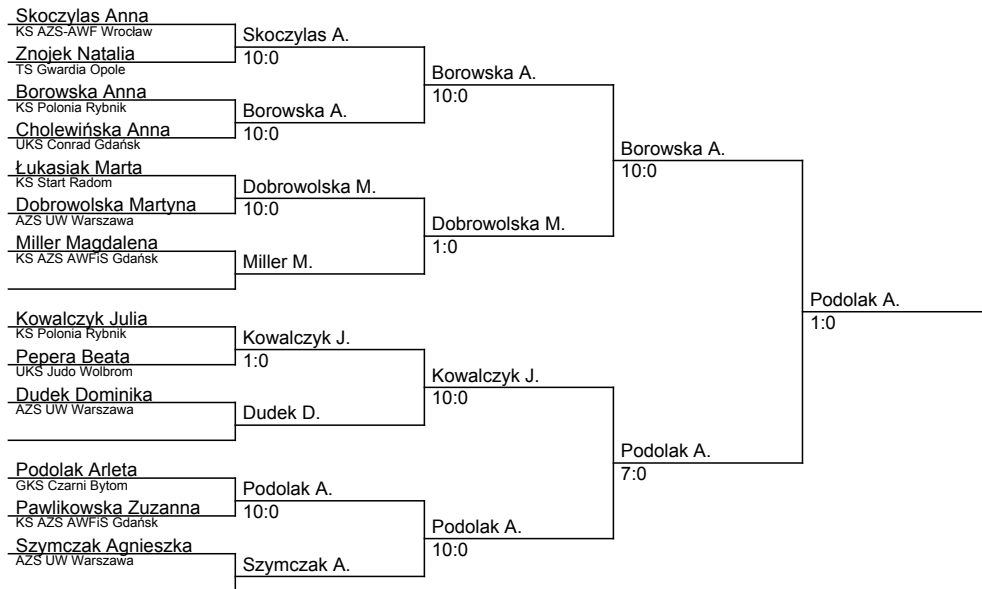 Skoczylas Anna
KS AZS-AWF Wrocław
Znojek Natalia
TS Gwardia Opole
Borowska Anna
KS Polonia Rybnik
Cholewińska Anna
UKS Conrad Gdańsk
Łukasiak Marta
KS Start Radom
Dobrowolska Martyna
AZS UW Warszawa
Miller Magdalena
KS AZS AWFiS Gdańsk
Kowalczyk Julia
KS Polonia Rybnik
Pepera Beata
UKS Judo Wolbrom
Dudek Dominika
AZS UW Warszawa
Podolak Arleta
GKS Czarni Bytom
Pawlikowska Zuzanna
KS AZS AWFiS Gdańsk
Szymczak Agnieszka
AZS UW Warszawa
Skoczylas A.
10:0
Borowska A.
10:0
Dobrowolska M.
10:0
Miller M.
Kowalczyk J.
1:0
Dudek D.
Podolak A.
10:0
Szymczak A.
Borowska A.
10:0
Dobrowolska M.
1:0
Kowalczyk J.
10:0
Podolak A.
10:0
Borowska A.
10:0
Podolak A.
7:0
Podolak A.
1:0